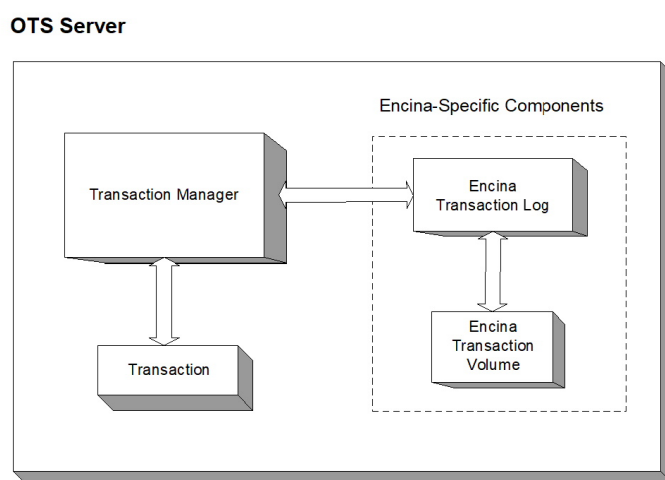 OTS Server
Encina-Specific Components
Transaction Manager
Encina
Transaction Log
Transaction
Encina
Transaction
Volume